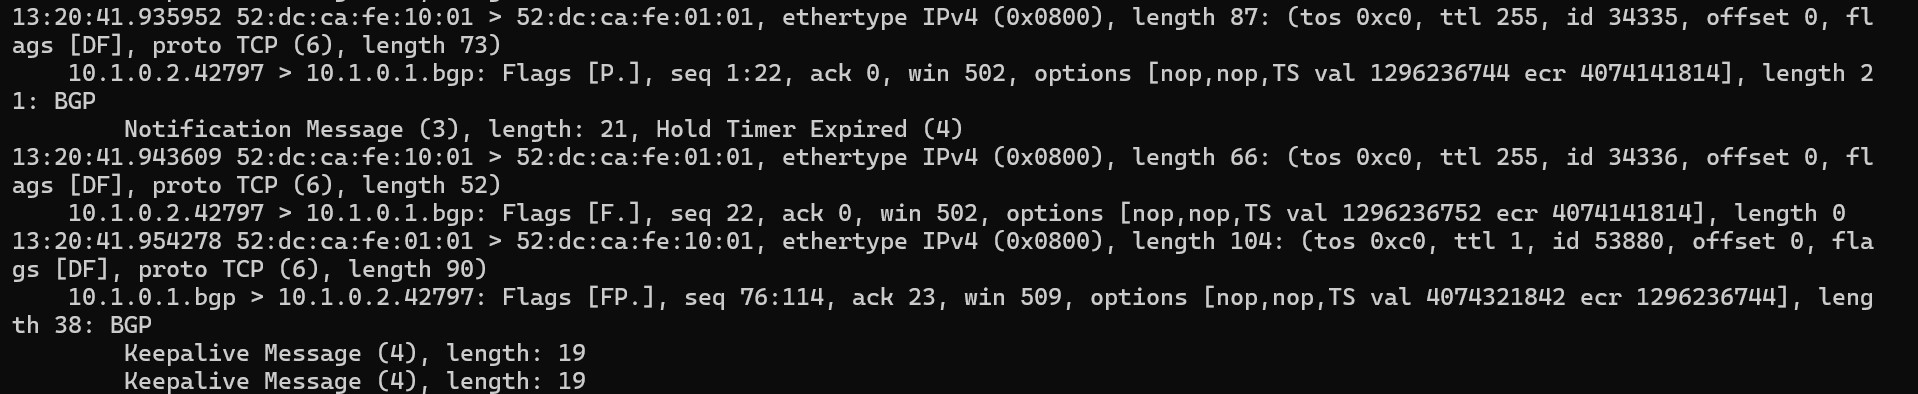 13:20:41.935952 52:dc:ca:fe:10:01 > 52:dc:ca:fe:01:01, ethertype IPv4 (0x0800), length 87: (tos 0xc0, ttl 255, id 34335, offset 0, fl
ags [DF], proto TCP (6), length 73)
    10.1.0.2.42797 > 10.1.0.1.bgp: Flags [P.], seq 1:22, ack 0, win 502, options [nop,nop,TS val 1296236744 ecr 4074141814], length 2
1: BGP
        Notification Message (3), length: 21, Hold Timer Expired (4)
13:20:41.943609 52:dc:ca:fe:10:01 > 52:dc:ca:fe:01:01, ethertype IPv4 (0x0800), length 66: (tos 0xc0, ttl 255, id 34336, offset 0, fl
ags [DF], proto TCP (6), length 52)
    10.1.0.2.42797 > 10.1.0.1.bgp: Flags [F.], seq 22, ack 0, win 502, options [nop,nop,TS val 1296236752 ecr 4074141814], length 0
13:20:41.954278 52:dc:ca:fe:01:01 > 52:dc:ca:fe:10:01, ethertype IPv4 (0x0800), length 104: (tos 0xc0, ttl 1, id 53880, offset 0, fla
gs [DF], proto TCP (6), length 90)
    10.1.0.1.bgp > 10.1.0.2.42797: Flags [FP.], seq 76:114, ack 23, win 509, options [nop,nop,TS val 4074321842 ecr 1296236744], leng
th 38: BGP
        Keepalive Message (4), length: 19
        Keepalive Message (4), length: 19